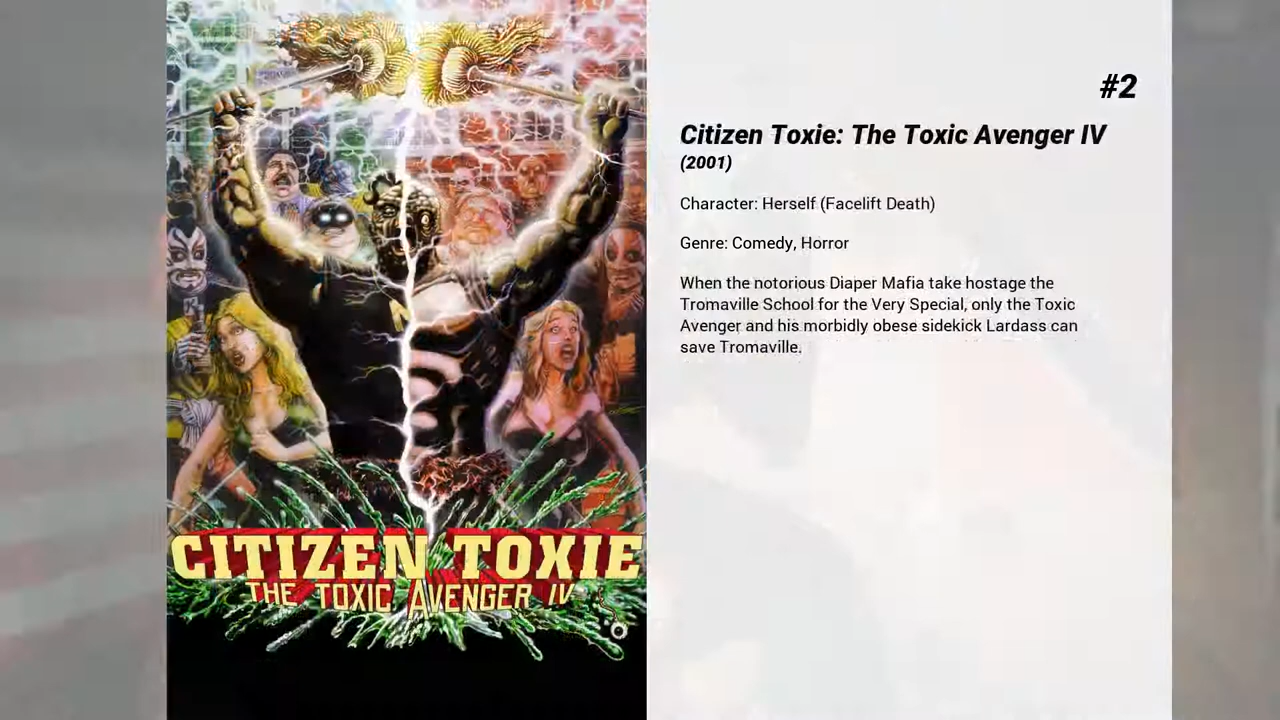 #2
Citizen Toxie: The Toxic Avenger IV
(2001)
Character: Herself (Facelift Death)
Genre: Comedy, Horror
When the notorious Diaper Mafia take hostage the
Tromaville School for the Very Special, only the Toxic
Avenger and his morbidly obese sidekick Lardass can
save Tromaville.
CITIZEN TOXIE
THE TOXIC AVENGER IV